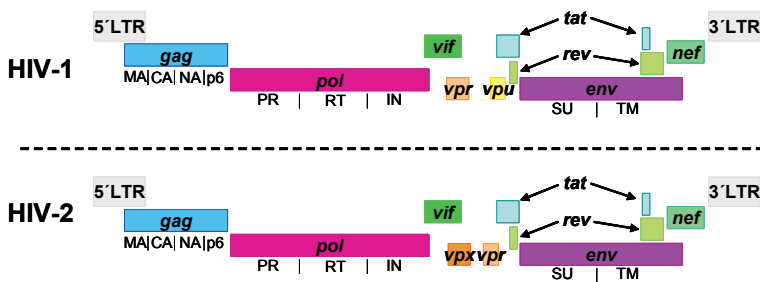 5´LTR tat 3´LTR
gag vif nef
HIV-1 rev
MA|CA|NA|p6 pol vpr vpu env
PR | RT | IN SU | TM
5´LTR tat 3´LTR
HIV-2 gag vif nef
rev
MA|CA|NA|p6 pol vpx vpr env
PR | RT | IN SU | TM